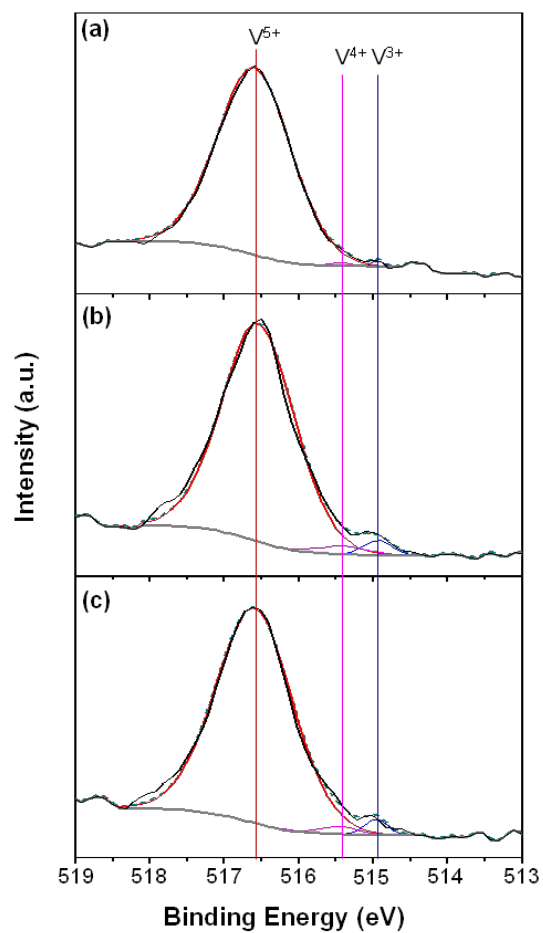 (a)
V5+
V4+
V3+
(b)
(c)
Intensity (a.u.)
519 518 517 516 515 514 513
Binding Energy (eV)